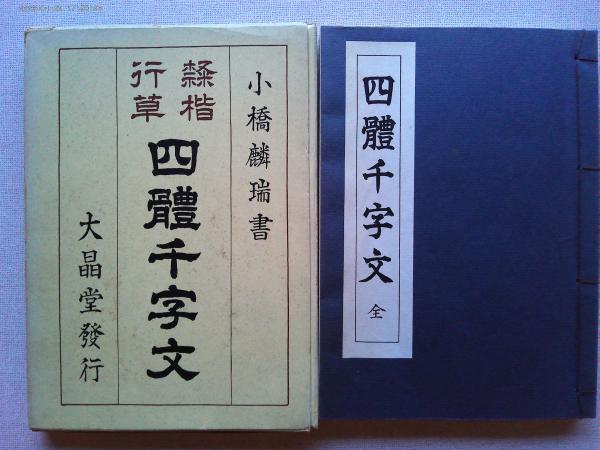 小橋麟瑞書
隸楷
行草
四體千字文
大晶堂發行
四體千字文
全